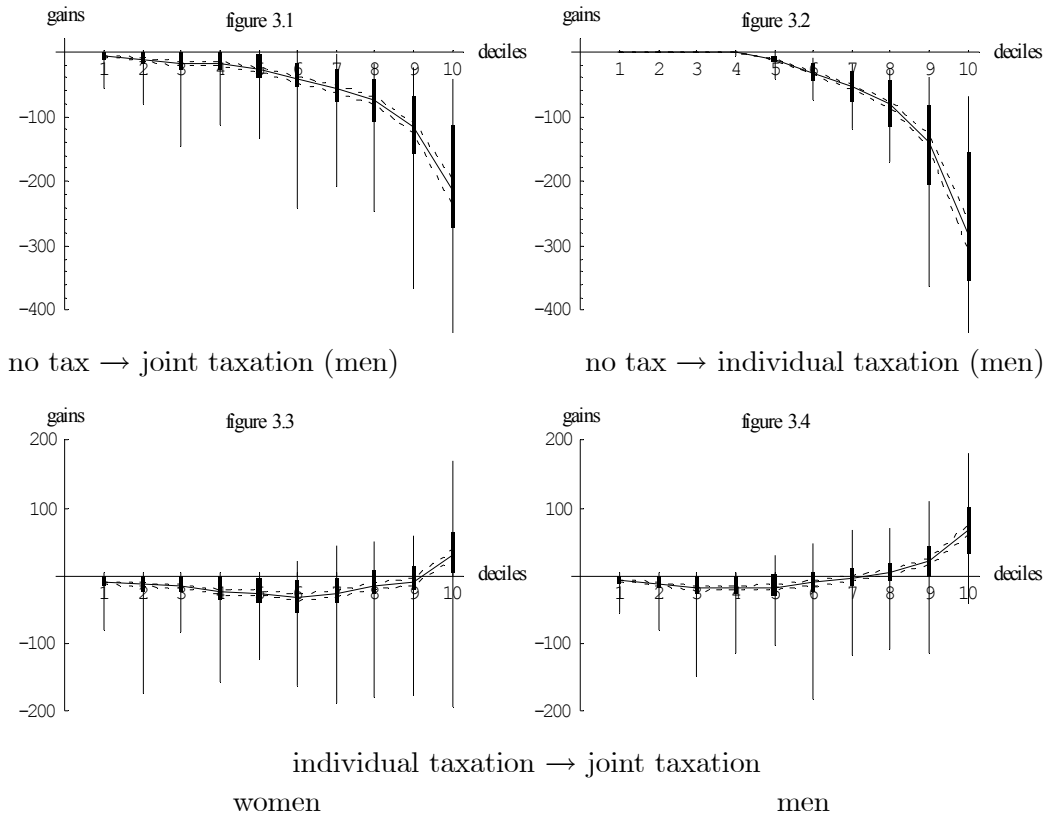 gains figure 3.1
deciles
1 2 3 4 5 6 7 8 9 10
-100
-200
-300
-400
no tax → joint taxation (men)
gains figure 3.2
deciles
1 2 3 4 5 6 7 8 9 10
-100
-200
-300
-400
no tax → individual taxation (men)
gains figure 3.3
200
100
deciles
1 2 3 4 5 6 7 8 9 10
-100
-200
gains figure 3.4
200
100
deciles
1 2 3 4 5 6 7 8 9 10
-100
-200
individual taxation → joint taxation
women men